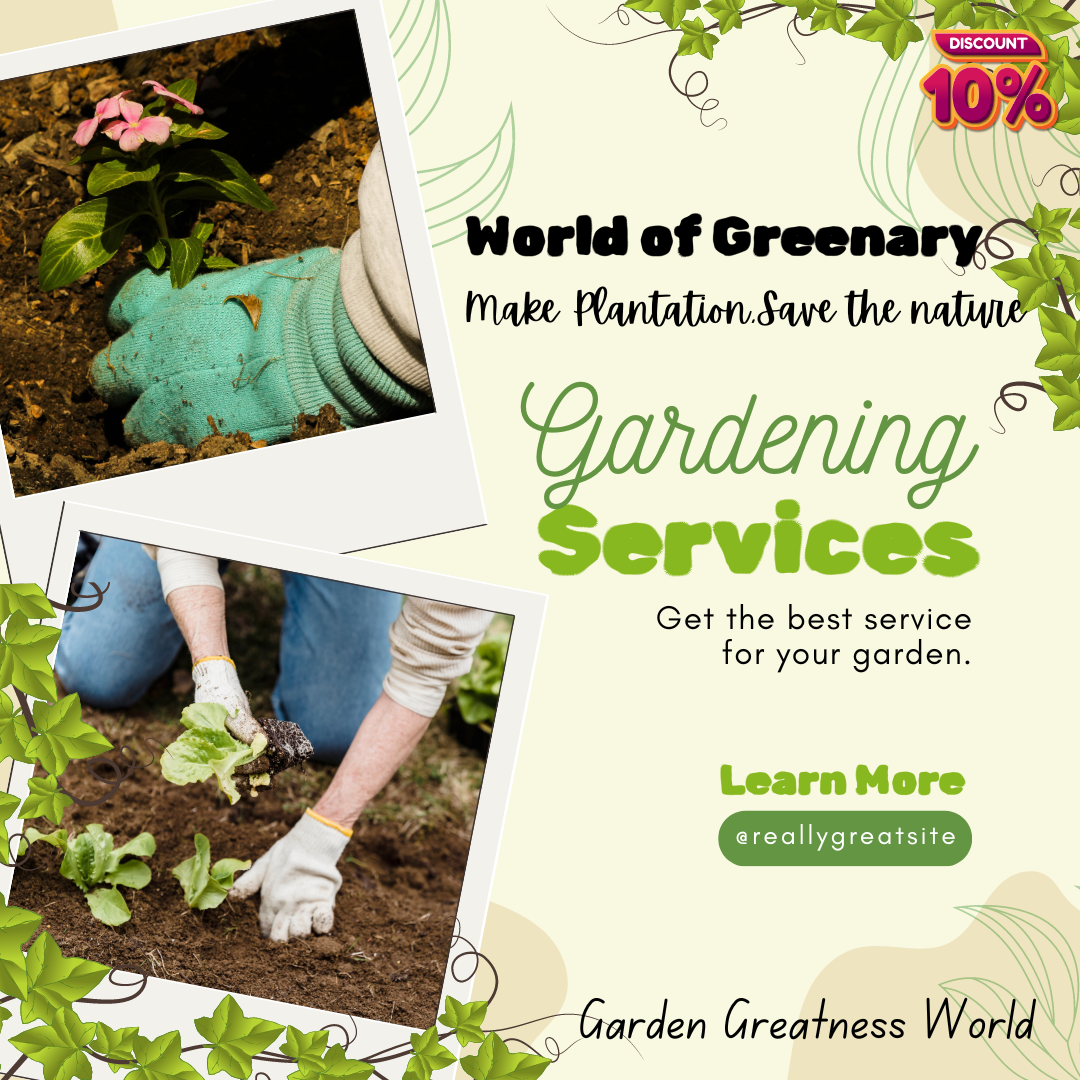 DISCOUNT
10%
World of Greenary
Make Plantation.Save the nature
Gardening
Services
Get the best service
for your garden.
Learn More
@reallygreatsite
Garden Greatness World